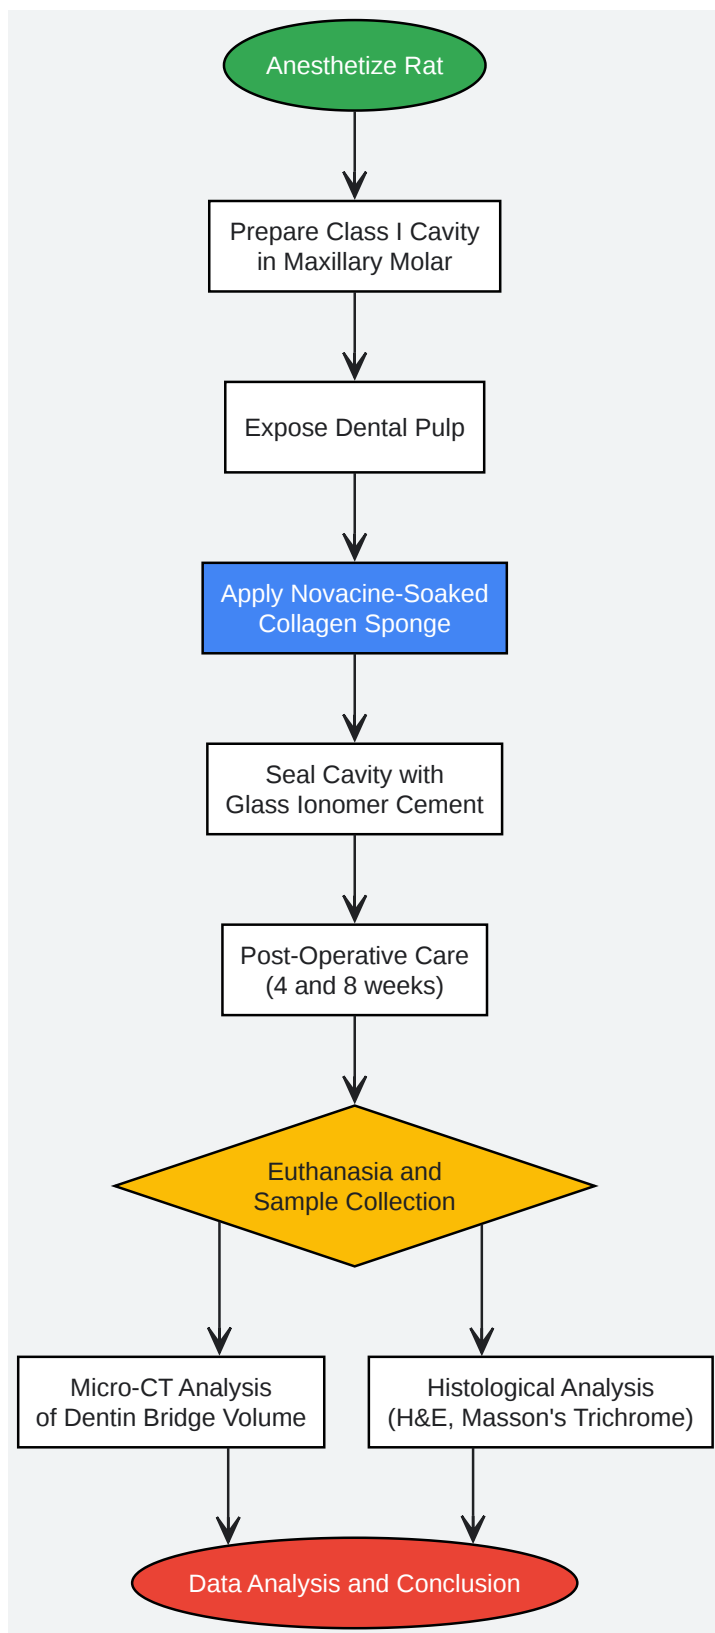 Anesthetize Rat
Prepare Class I Cavity
in Maxillary Molar
Expose Dental Pulp
Apply Novacine-Soaked
Collagen Sponge
Seal Cavity with
Glass Ionomer Cement
Post-Operative Care
(4 and 8 weeks)
Euthanasia and
Sample Collection
Micro-CT Analysis
of Dentin Bridge Volume
Histological Analysis
(H&E, Masson's Trichrome)
Data Analysis and Conclusion